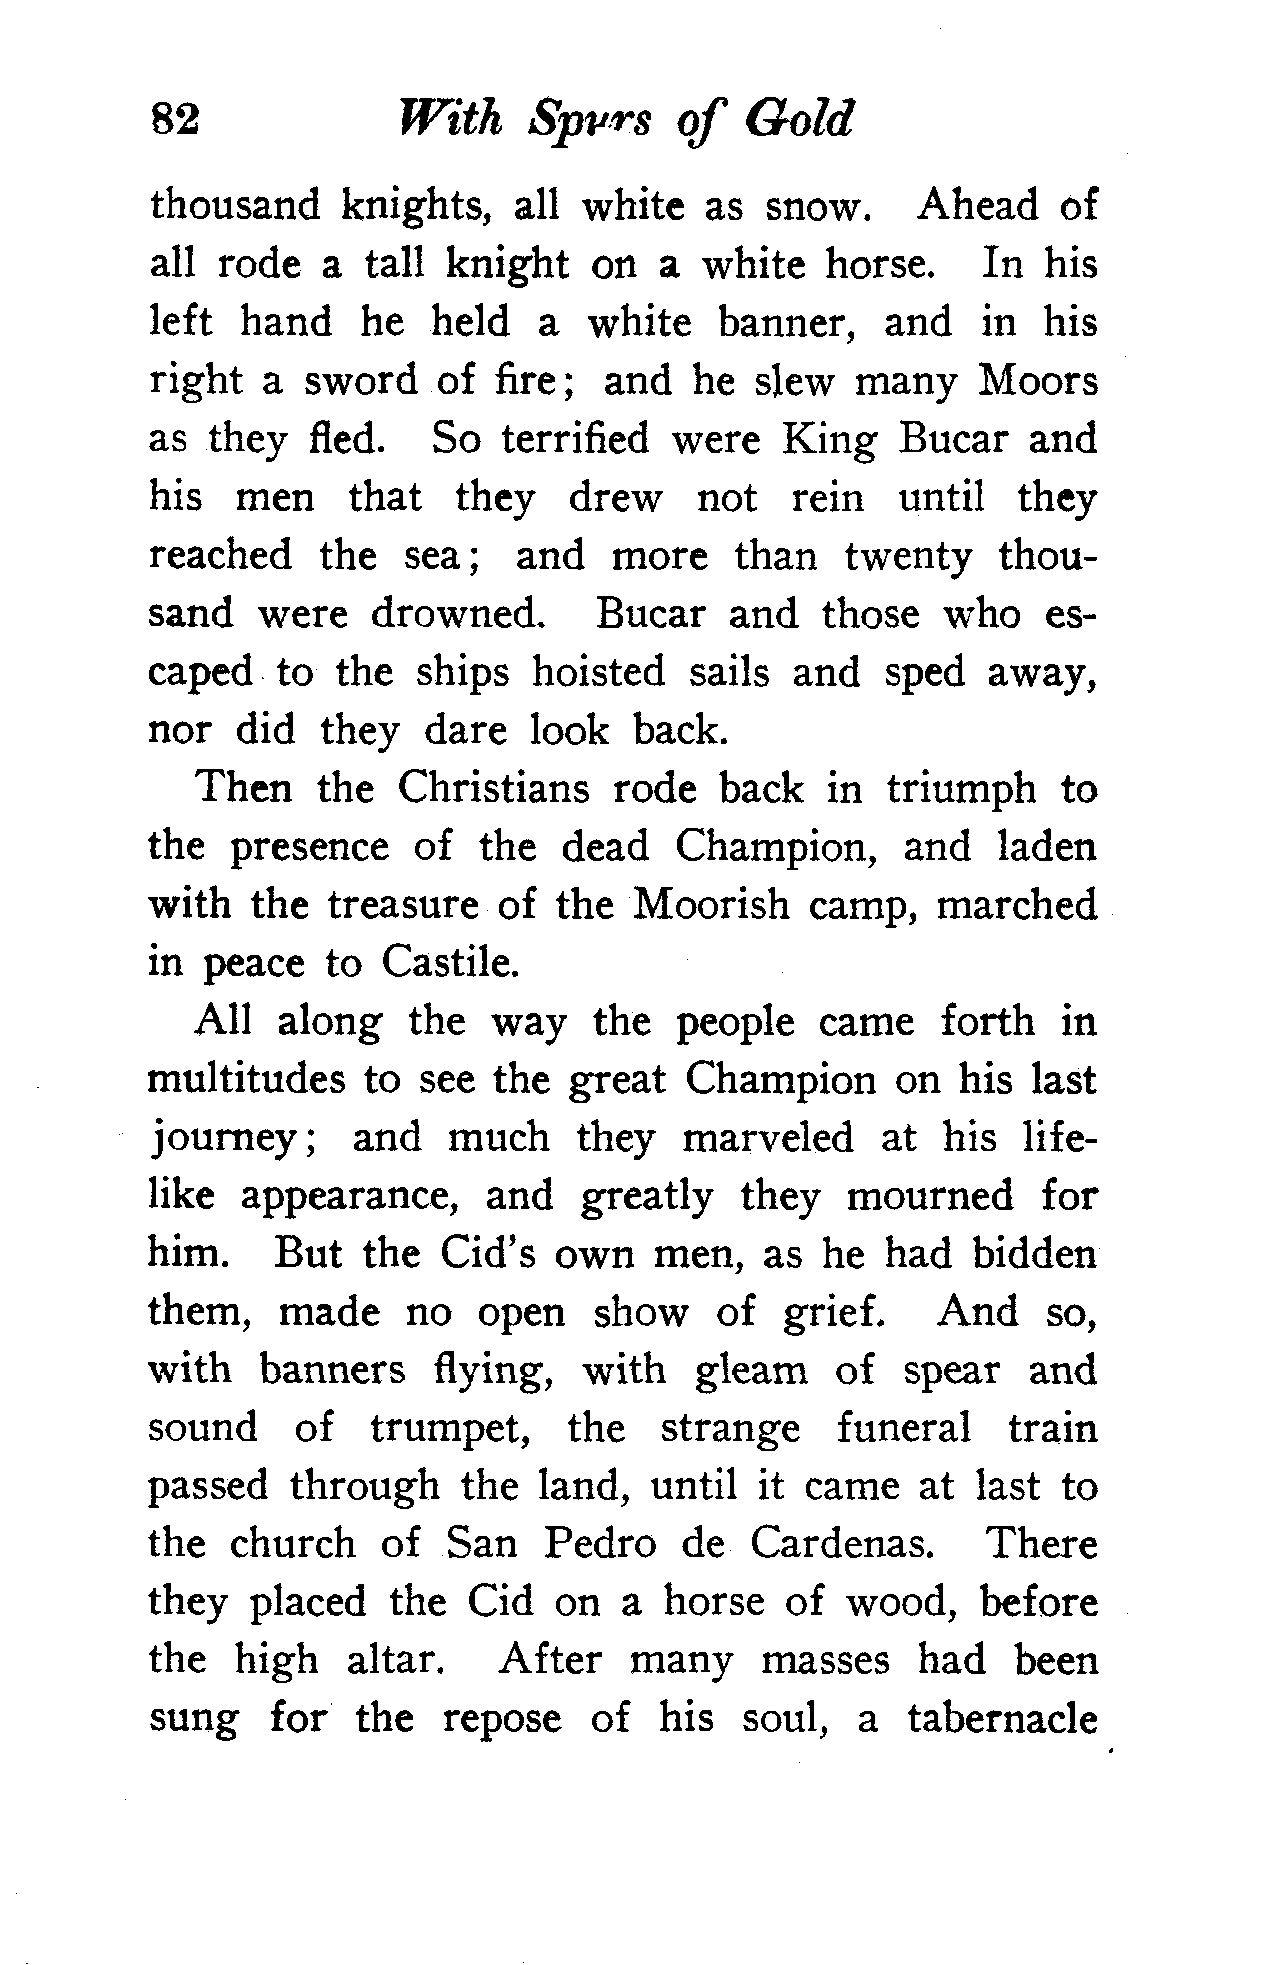 82 With Spurs of Gold
thousand knights, all white as snow. Ahead of
all rode a tall knight on a white horse. In his
left hand he held a white banner, and in his
right a sword of fire; and he slew many Moors
as they fled. So terrified were King Bucar and
his men that they drew not rein until they
reached the sea; and more than twenty thou-
sand were drowned. Bucar and those who es-
caped to the ships hoisted sails and sped away,
nor did they dare look back.
Then the Christians rode back in triumph to
the presence of the dead Champion, and laden
with the treasure of the Moorish camp, marched
in peace to Castile.
All along the way the people came forth in
multitudes to see the great Champion on his last
journey; and much they marveled at his life-
like appearance, and greatly they mourned for
him. But the Cid's own men, as he had bidden
them, made no open show of grief. And so,
with banners flying, with gleam of spear and
sound of trumpet, the strange funeral train
passed through the land, until it came at last to
the church of San Pedro de Cardenas. There
they placed the Cid on a horse of wood, before
the high altar. After many masses had been
sung for the repose of his soul, a tabernacle